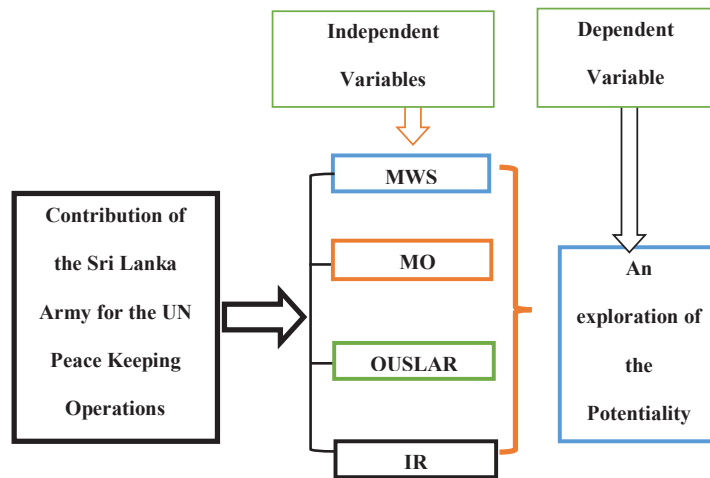 Independent
Variables
Dependent
Variable
MWS
Contribution of
the Sri Lanka
Army for the UN
Peace Keeping
Operations
MO
OUSLAR
IR
An
exploration of
the
Potentiality